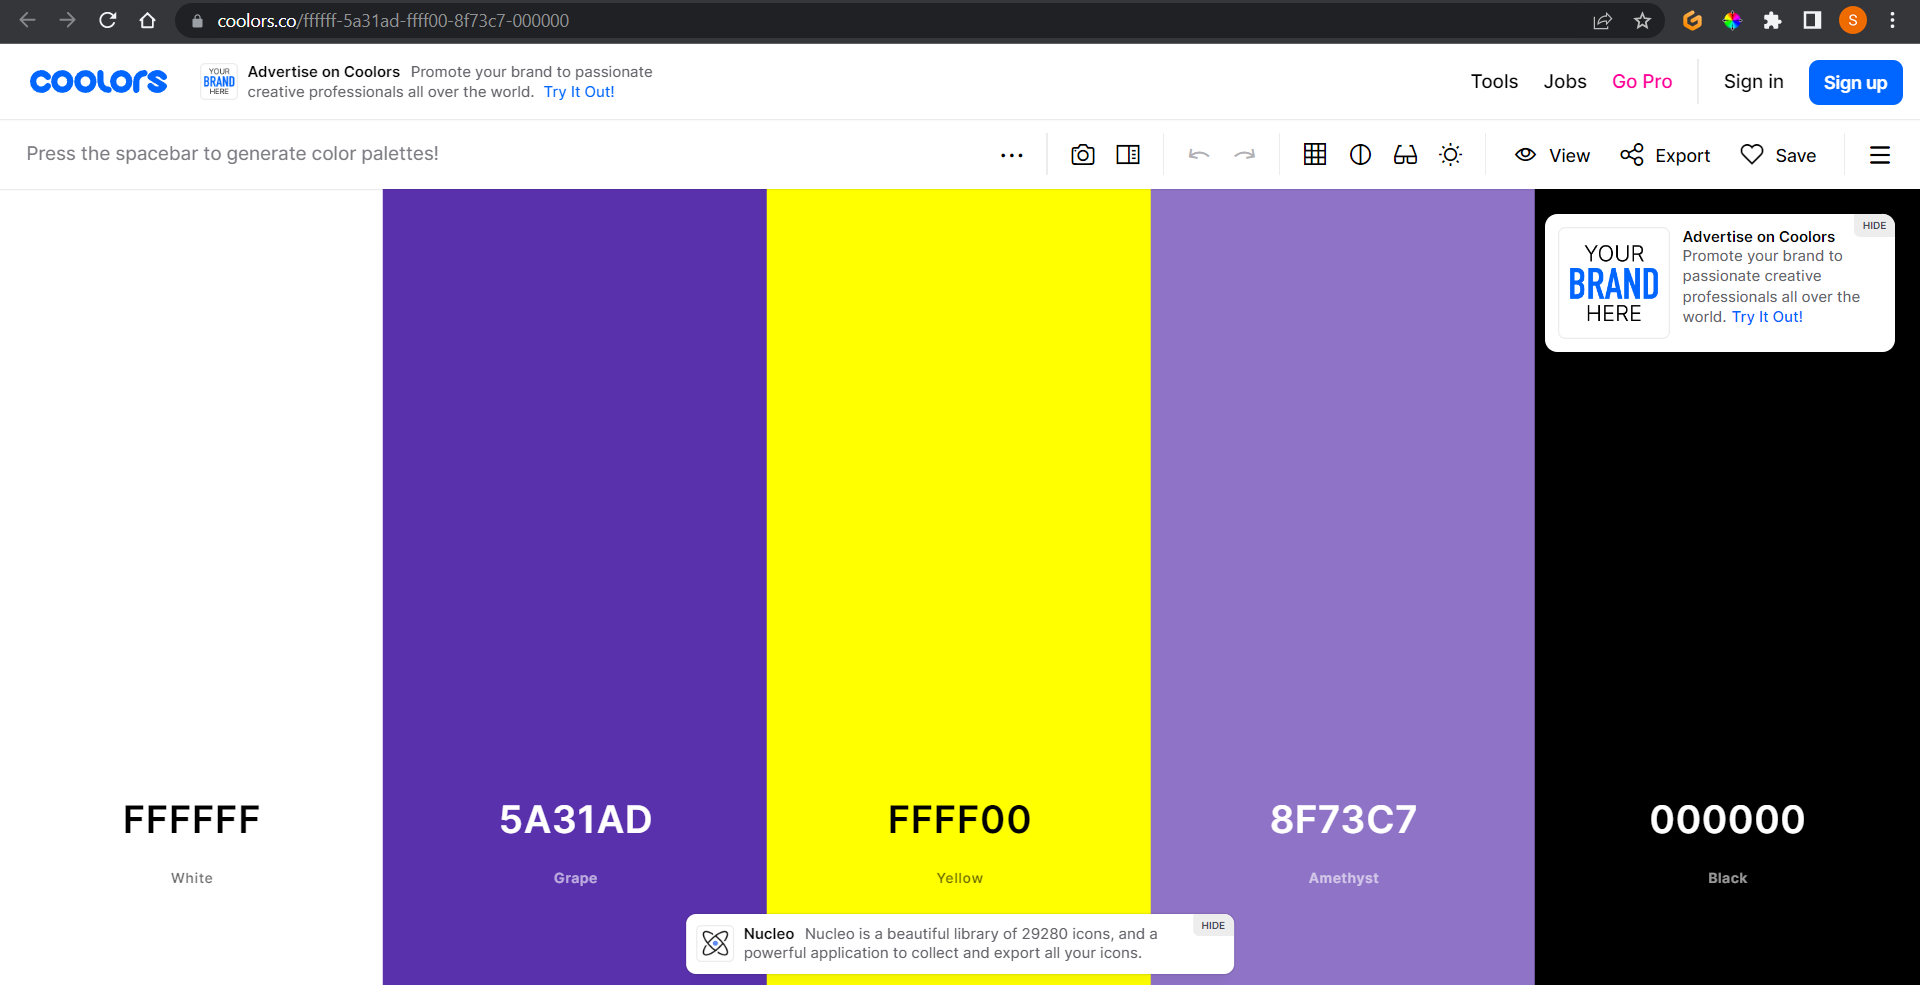 coolors.co/ffffff-5a31ad-ffff00-8f73c7-000000
S
coolors
YOUR
BRAND
HERE
Advertise on Coolors Promote your brand to passionate
creative professionals all over the world. Try It Out!
Tools
Jobs
Go Pro
Sign in
Sign up
Press the spacebar to generate color palettes!
View
Export
Save
HIDE
YOUR
BRAND
HERE
Advertise on Coolors
Promote your brand to
passionate creative
professionals all over the
world. Try It Out!
FFFFFF
White
5A31AD
Grape
FFFF00
Yellow
8F73C7
Amethyst
000000
Black
HIDE
Nucleo Nucleo is a beautiful library of 29280 icons, and a
powerful application to collect and export all your icons.